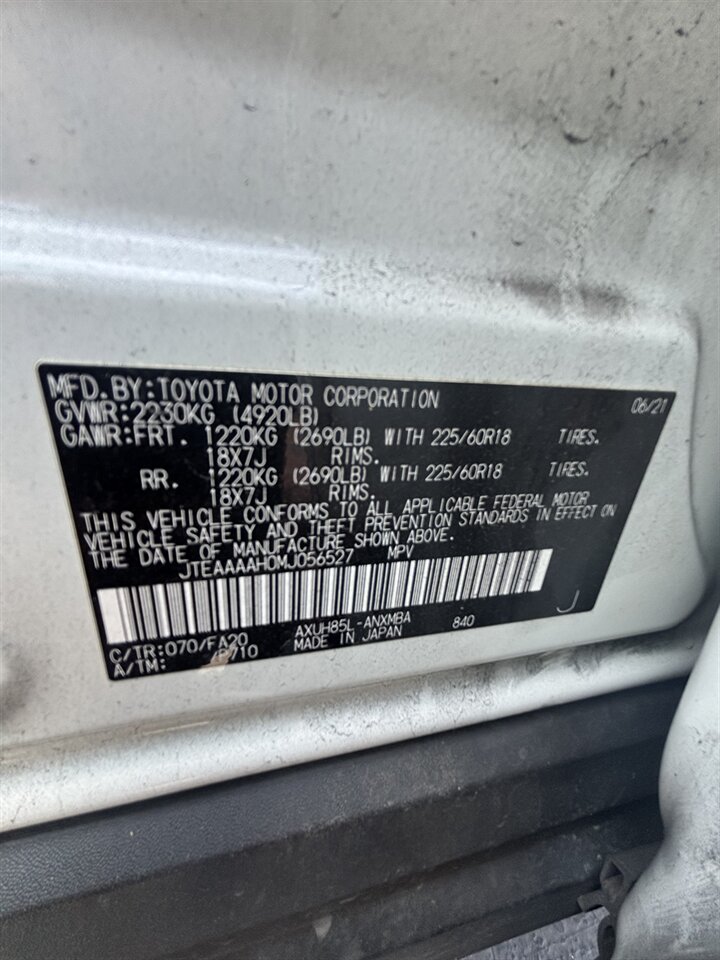 MFD.BY:TOYOTA MOTOR CORPORATION 06/21
GVWR:2230KG (4920LB)
GAWR:FRT. 1220KG (2690LB) WITH 225/60R18 TIRES.
18X7J RIMS.
RR. 1220KG (2690LB) WITH 225/60R18 TIRES.
18X7J RIMS.
THIS VEHICLE CONFORMS TO ALL APPLICABLE FEDERAL MOTOR
VEHICLE SAFETY AND THEFT PREVENTION STANDARDS IN EFFECT ON
THE DATE OF MANUFACTURE SHOWN ABOVE.
JTEAAAAH0MJ056527 MPV
C/TR:070/FA20 AXUH85L-ANXMBA 840 J
A/TM: MADE IN JAPAN